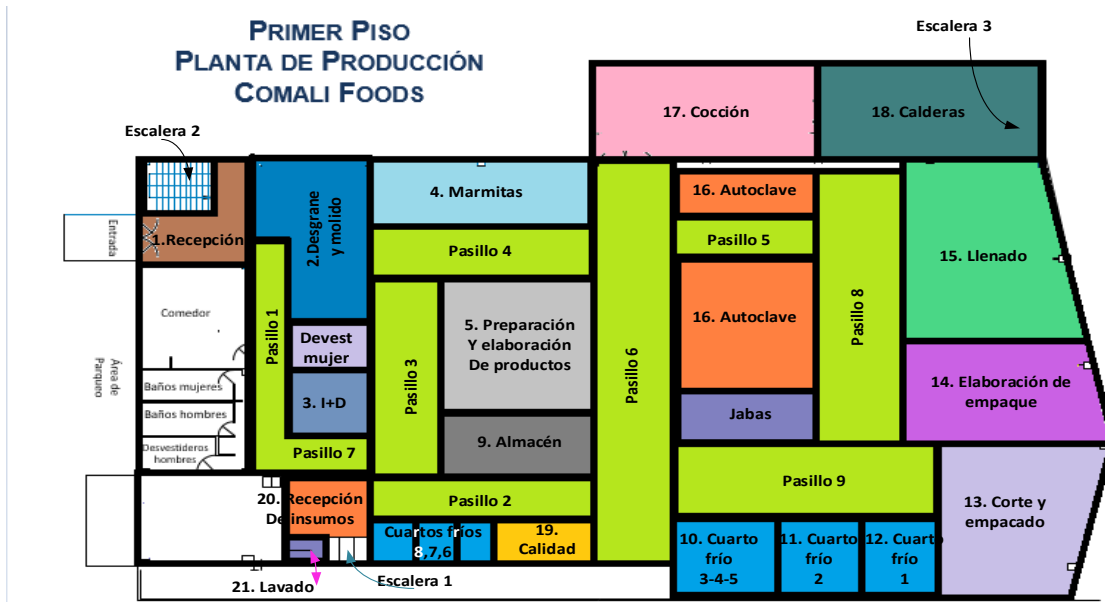 PRIMER PISO
PLANTA DE PRODUCCIÓN
COMALI FOODS
Escalera 3
Escalera 2
17. Cocción
18. Calderas
1.Recepción
Entrada
2.Desgrane
y molido
4. Marmitas
Pasillo 4
16. Autoclave
Pasillo 5
15. Llenado
Comedor
Pasillo 1
Devest
mujer
3. I+D
Pasillo 3
5. Preparación
Y elaboración
De productos
Pasillo 6
16. Autoclave
Pasillo 8
Área de
Parqueo
Baños mujeres
Baños hombres
Desvestideros
hombres
14. Elaboración de
empaque
Jabas
9. Almacén
Pasillo 7
Pasillo 9
20. Recepción
De insumos
Pasillo 2
13. Corte y
empacado
Cuartos fríos
8,7,6
19.
Calidad
10. Cuarto
frío
3-4-5
11. Cuarto
frío
2
12. Cuarto
frío
1
21. Lavado
Escalera 1